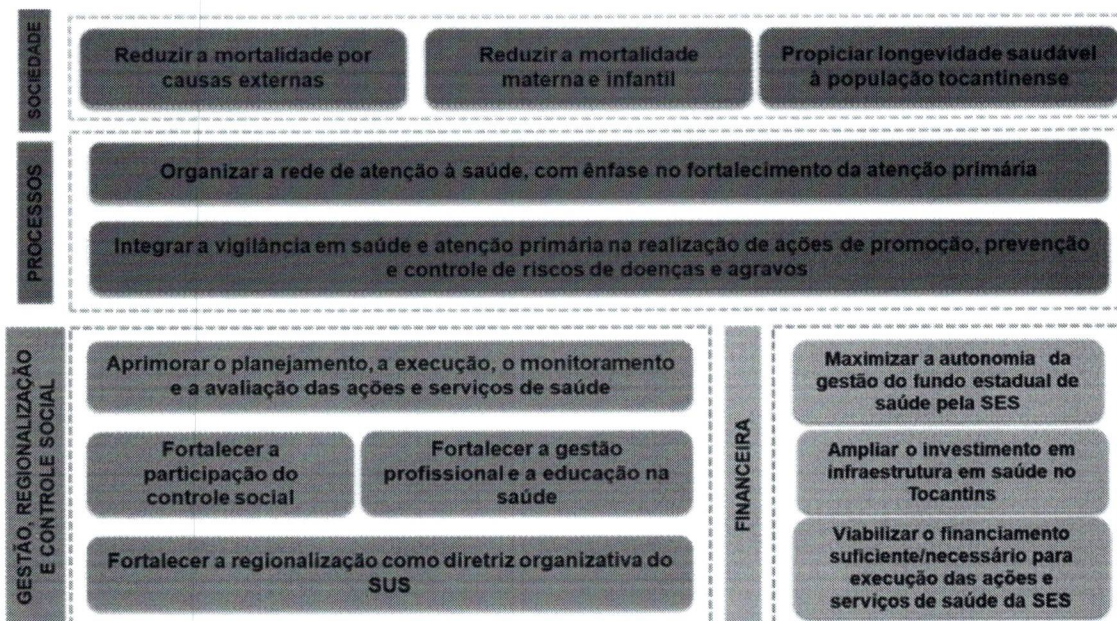 SOCIEDADE
Reduzir a mortalidade por
causas externas
Reduzir a mortalidade
materna e infantil
Propiciar longevidade saudável
à população tocantinense
PROCESSOS
Organizar a rede de atenção à saúde, com ênfase no fortalecimento da atenção primária
Integrar a vigilância em saúde e atenção primária na realização de ações de promoção, prevenção
e controle de riscos de doenças e agravos
GESTÃO, REGIONALIZAÇÃO
E CONTROLE SOCIAL
Aprimorar o planejamento, a execução, o monitoramento
e a avaliação das ações e serviços de saúde
Fortalecer a
participação do
controle social
Fortalecer a gestão
profissional e a educação na
saúde
Fortalecer a regionalização como diretriz organizativa do
SUS
FINANCEIRA
Maximizar a autonomia da
gestão do fundo estadual de
saúde pela SES
Ampliar o investimento em
infraestrutura em saúde no
Tocantins
Viabilizar o financiamento
suficiente/necessário para
execução das ações e
serviços de saúde da SES